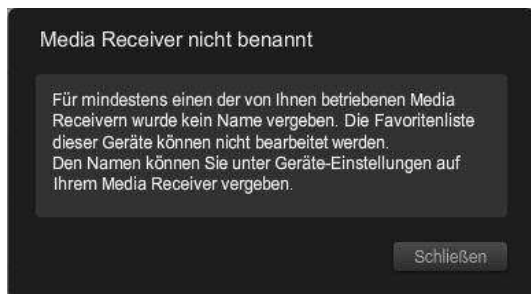 Media Receiver nicht benannt
Für mindestens einen der von Ihnen betriebenen Media
Receivern wurde kein Name vergeben. Die Favoritenliste
dieser Geräte können nicht bearbeitet werden.
Den Namen können Sie unter Geräte-Einstellungen auf
Ihrem Media Receiver vergeben.
Schließen